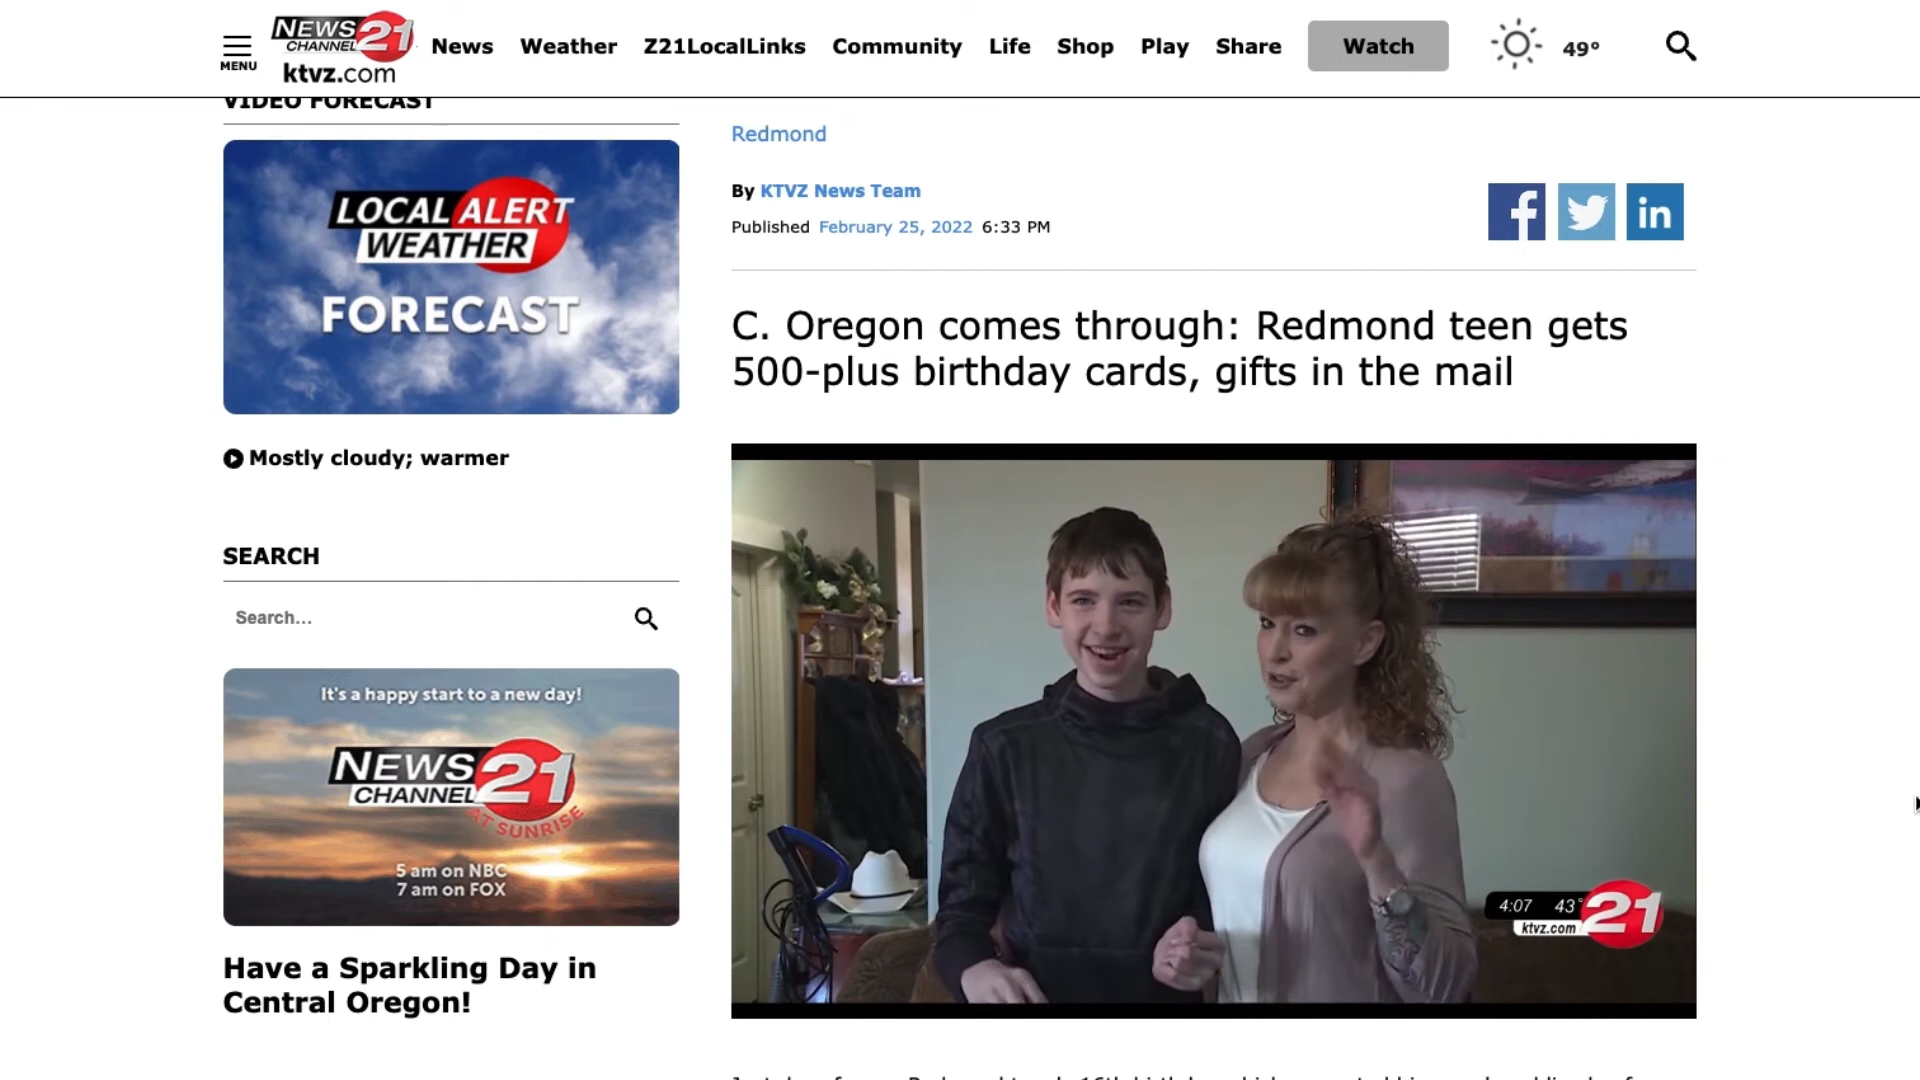 MENU
NEWS
CHANNEL 21
ktvz.com
News Weather Z21LocalLinks Community Life Shop Play Share Watch 49°
VIDEO FORECAST
LOCAL ALERT
WEATHER
FORECAST
Mostly cloudy; warmer
SEARCH
Search...
It's a happy start to a new day!
NEWS
CHANNEL 21
AT SUNRISE
5 am on NBC
7 am on FOX
Have a Sparkling Day in
Central Oregon!
Redmond
By KTVZ News Team
Published February 25, 2022 6:33 PM
f in
C. Oregon comes through: Redmond teen gets
500-plus birthday cards, gifts in the mail
4:07 43° 21
ktvz.com